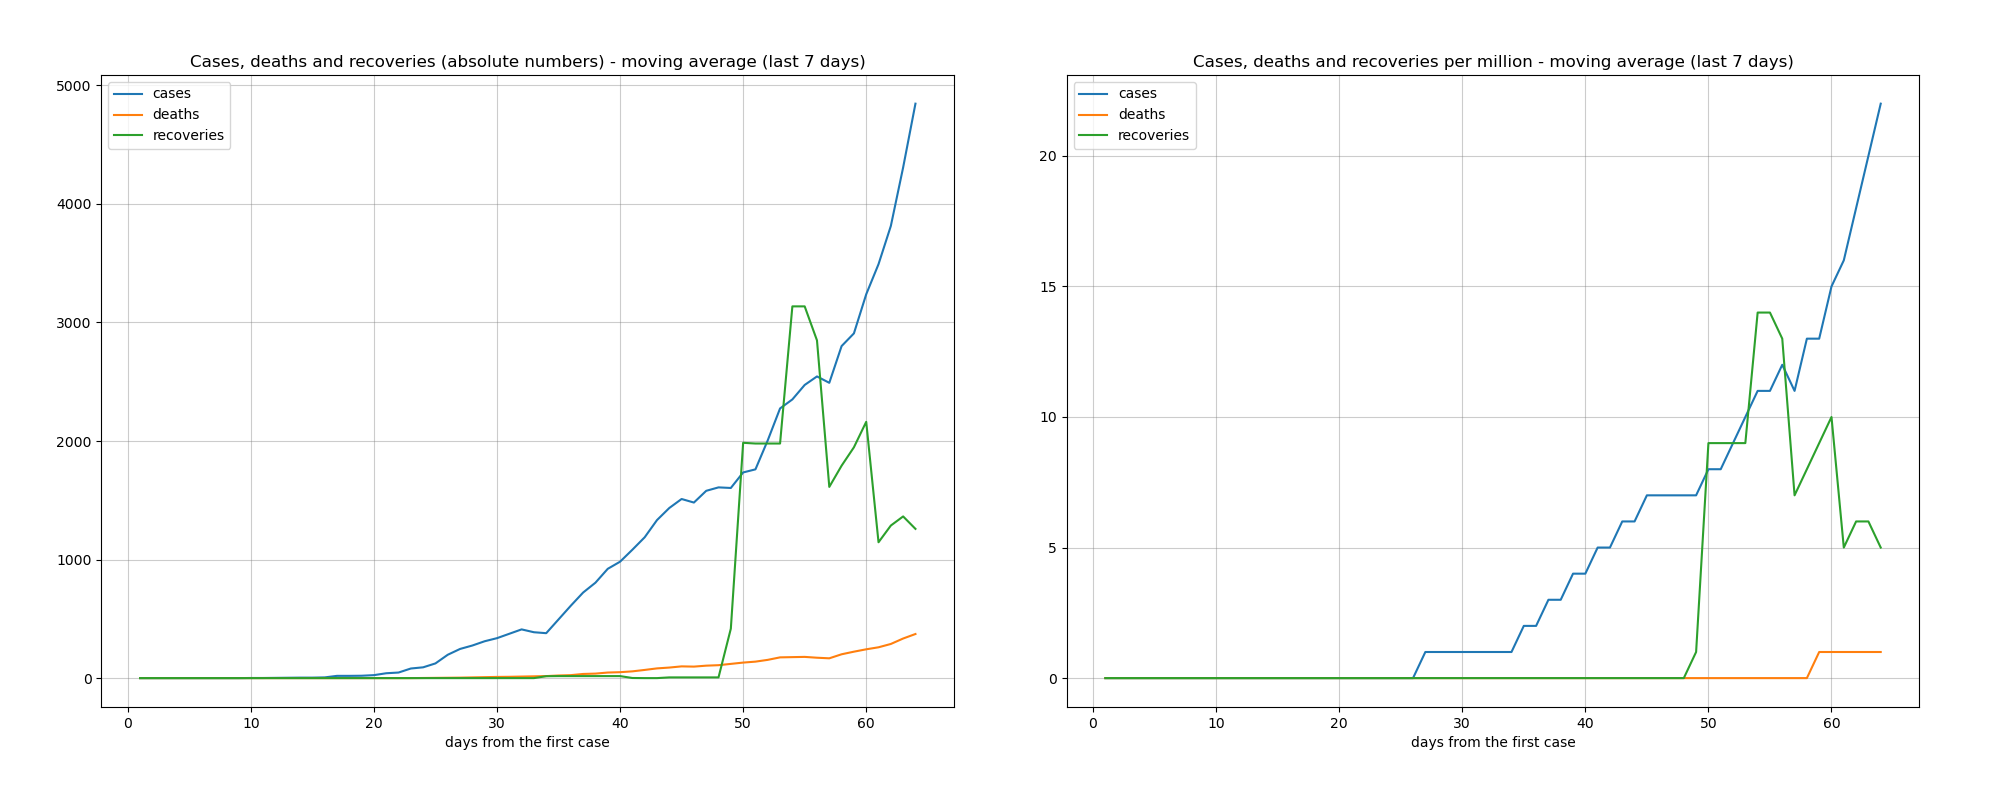 Cases, deaths and recoveries (absolute numbers) - moving average (last 7 days)
cases
deaths
recoveries
5000
4000
3000
2000
1000
0
0 10 20 30 40 50 60
days from the first case
Cases, deaths and recoveries per million - moving average (last 7 days)
cases
deaths
recoveries
20
15
10
5
0
0 10 20 30 40 50 60
days from the first case